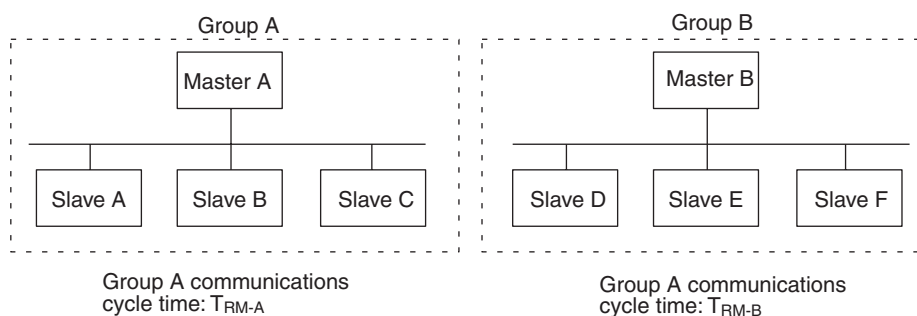 Group A
Group B
Master A
Master B
Slave A
Slave B
Slave C
Slave D
Slave E
Slave F
Group A communications
cycle time: TRM-A
Group A communications
cycle time: TRM-B